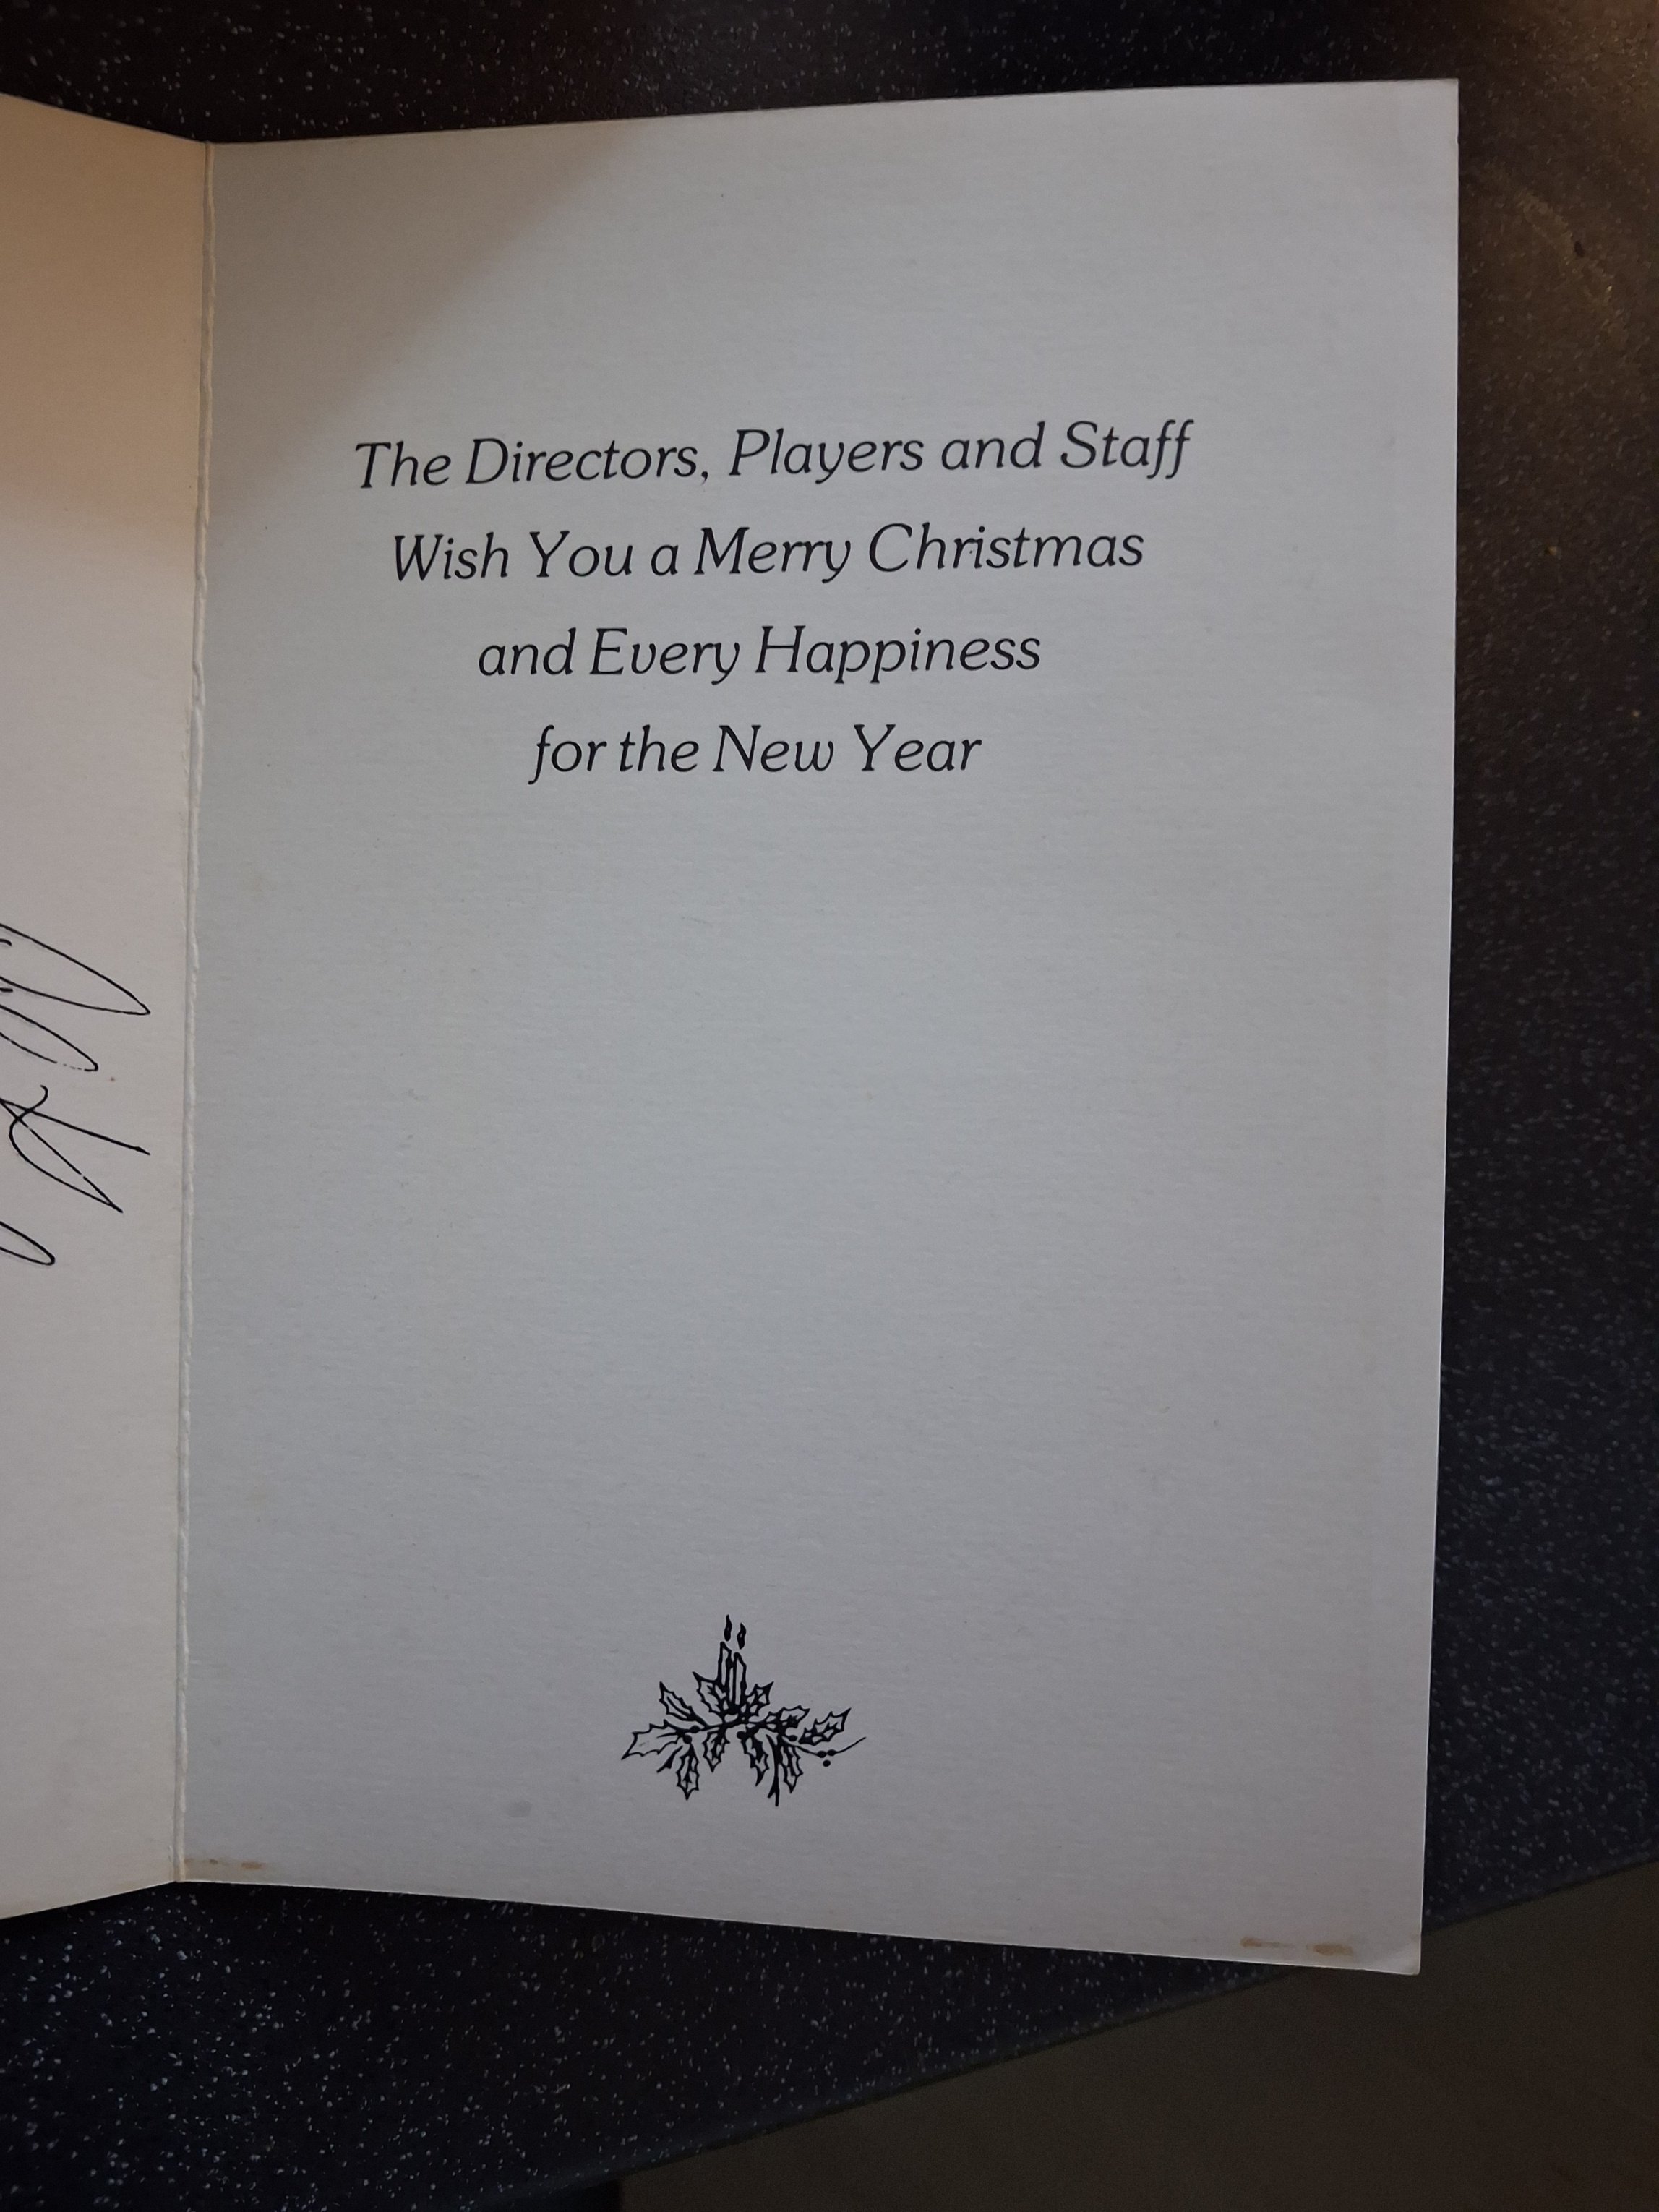 The Directors, Players and Staff
Wish You a Merry Christmas
and Every Happiness
for the New Year